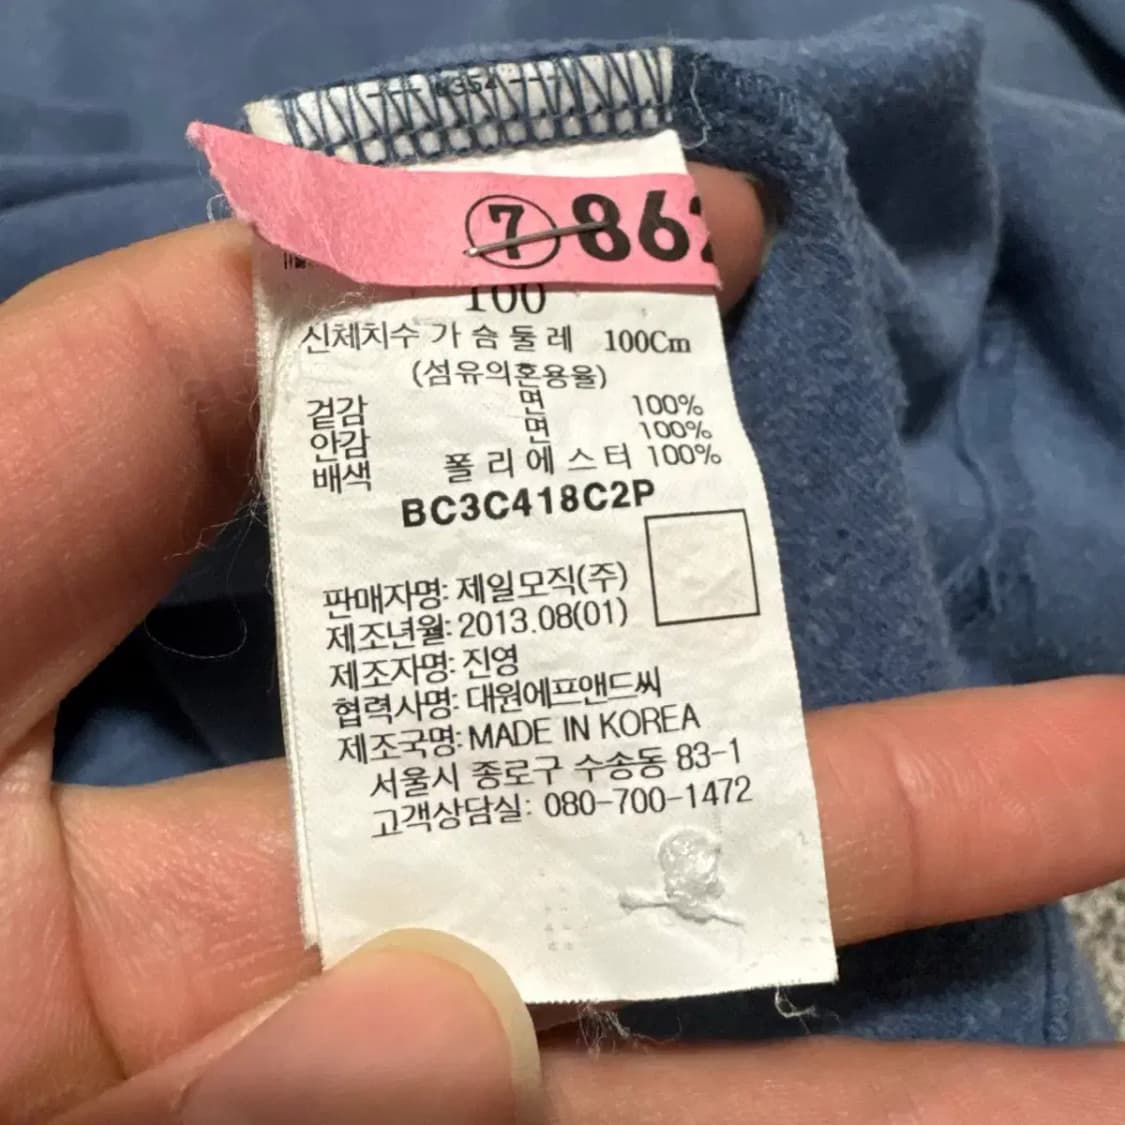 ⑦ 86
100
신체치수 가슴둘레 100Cm
(섬유의혼용율)
겉감 면 100%
안감 면 100%
배색 폴리에스터 100%
BC3C418C2P
판매자명: 제일모직(주)
제조년월: 2013.08(01)
제조자명: 진영
협력사명: 대원에프앤드씨
제조국명: MADE IN KOREA
서울시 종로구 수송동 83-1
고객상담실: 080-700-1472